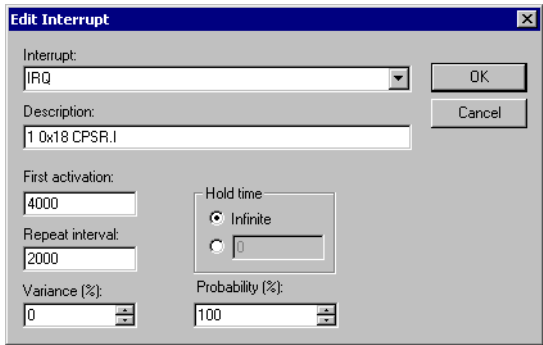 Edit Interrupt
Interrupt:
IRQ
OK
Description:
Cancel
1 0x18 CPSR.I
First activation:
4000
Hold time
Infinite
Repeat interval:
0
2000
Variance (%):
Probability (%):
0
100